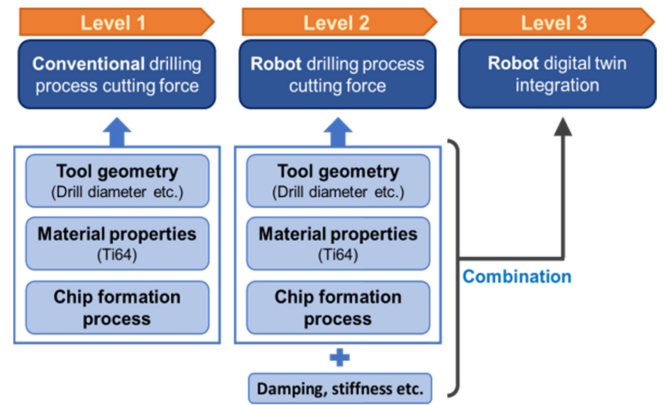 Level 1
Level 2
Level 3
Conventional drilling
process cutting force
Robot drilling process
cutting force
Robot digital twin
integration
Tool geometry
(Drill diameter etc.)
Material properties
(Ti64)
Chip formation
process
Tool geometry
(Drill diameter etc.)
Material properties
(Ti64)
Chip formation
process
+
Damping, stiffness etc.
Combination